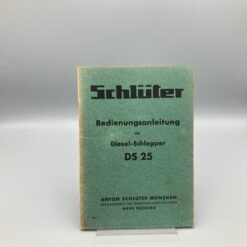 Schlüter
Bedienungsanleitung
für
Diesel-Schlepper
DS 25
ANTON SCHLÜTER MÜNCHEN
WERK FREISING